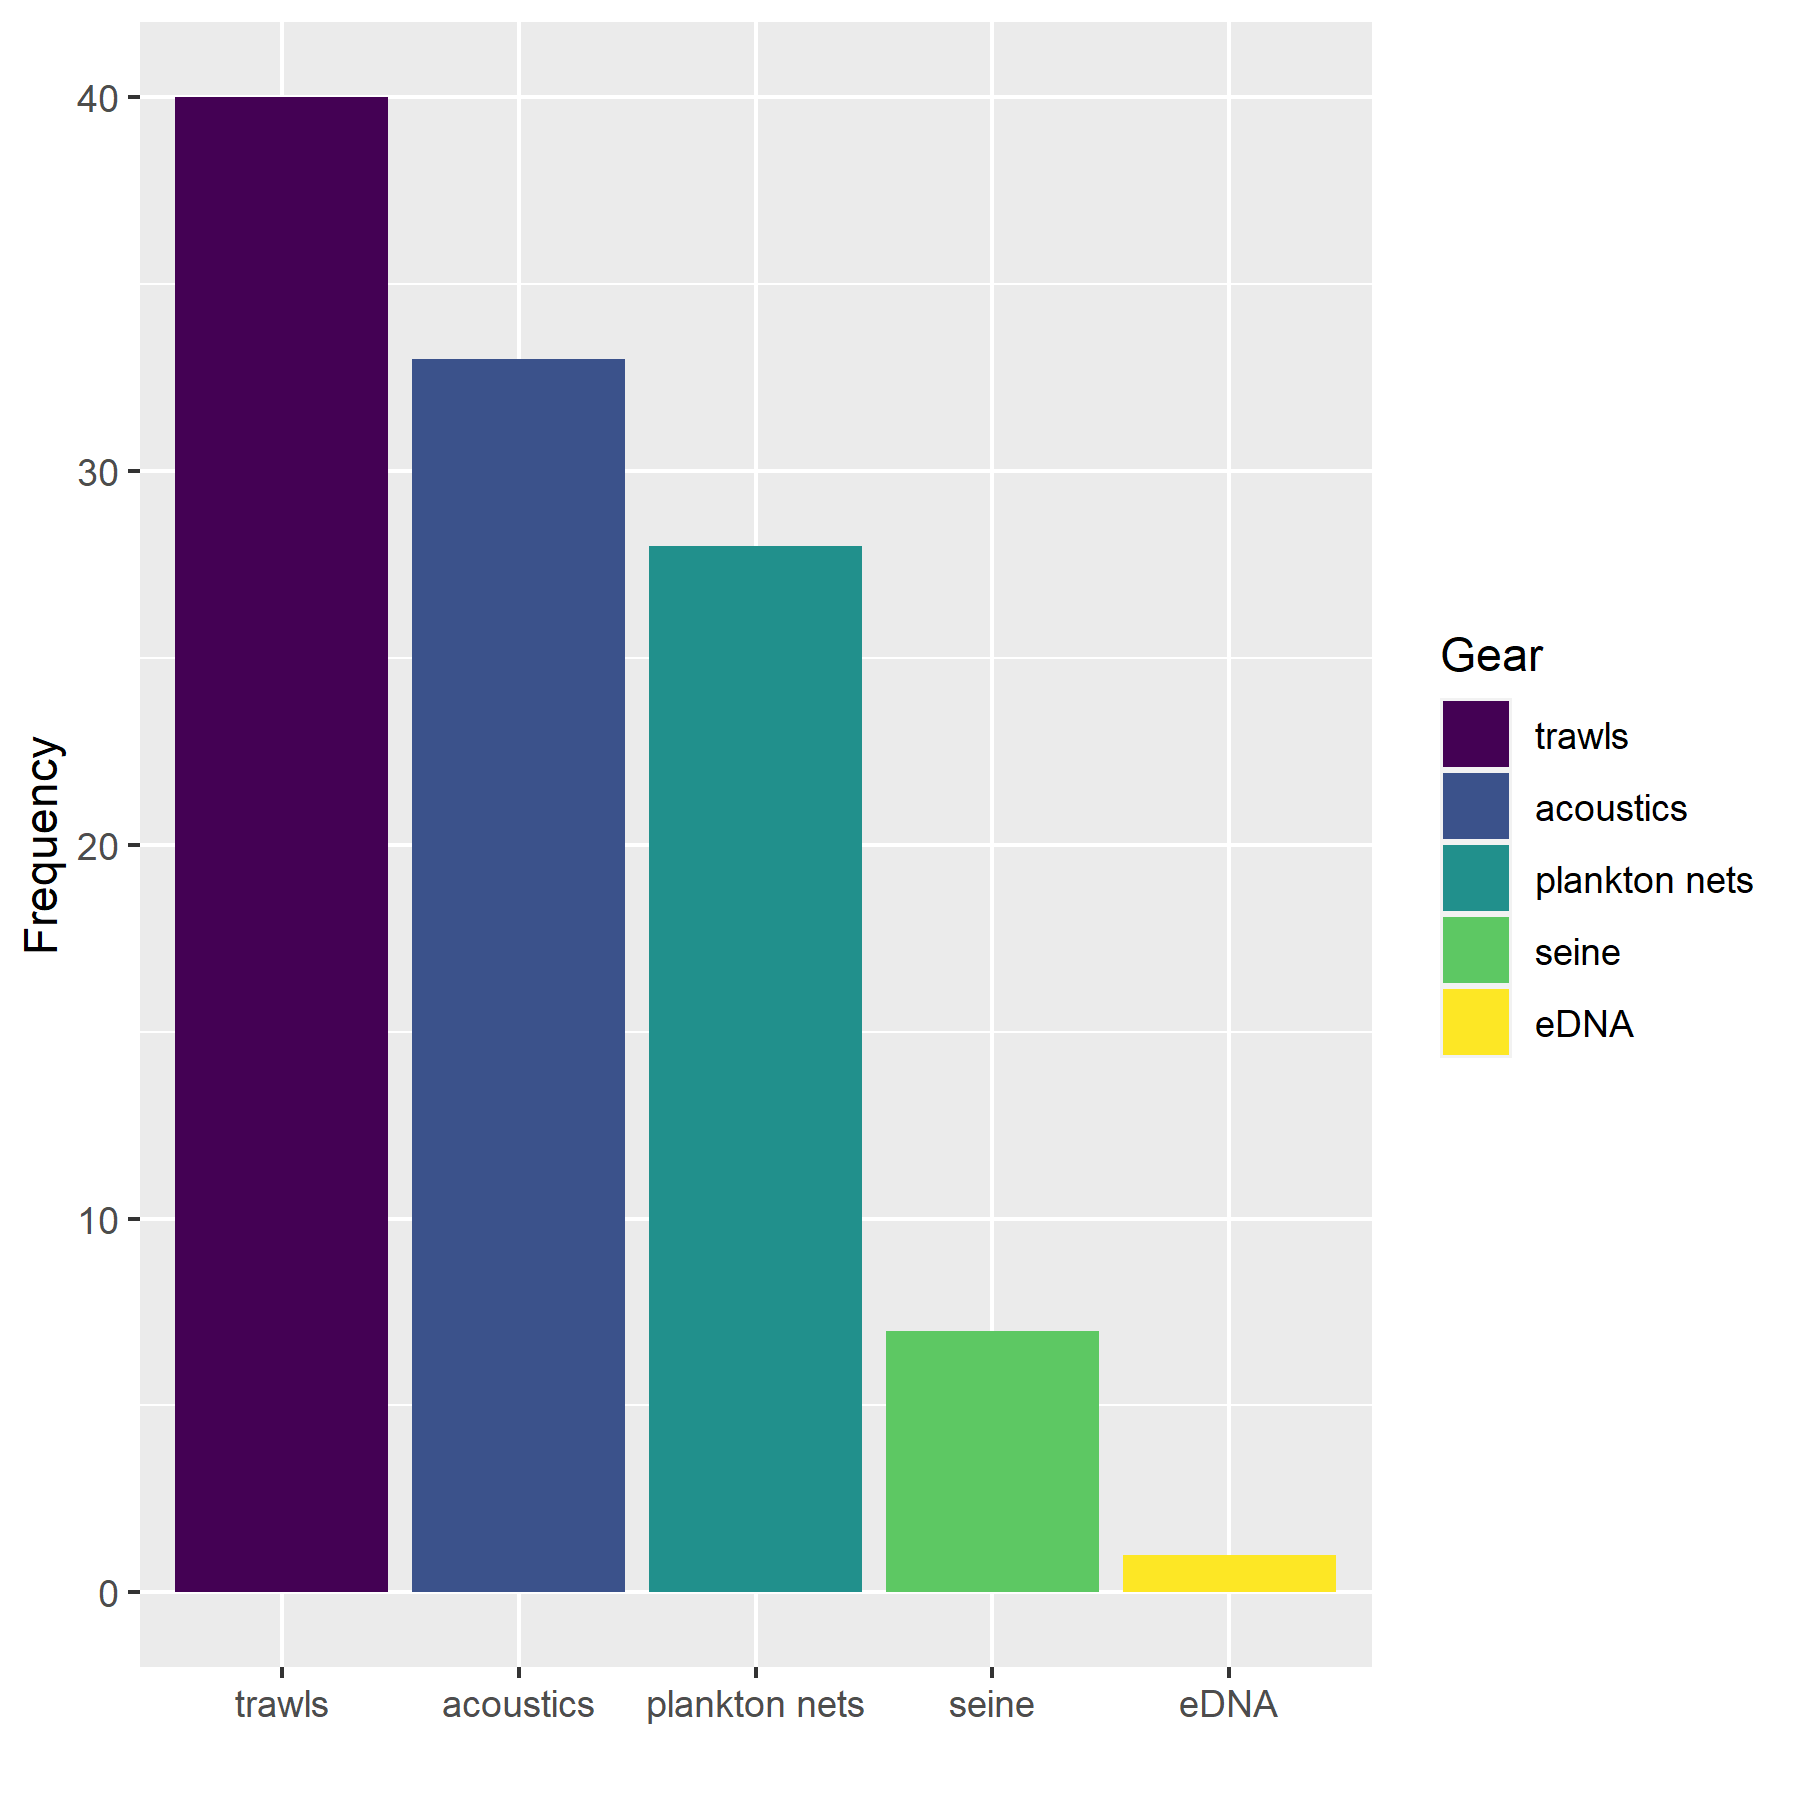 Frequency
40
30
20
10
0
trawls
acoustics
plankton nets
seine
eDNA
Gear
trawls
acoustics
plankton nets
seine
eDNA